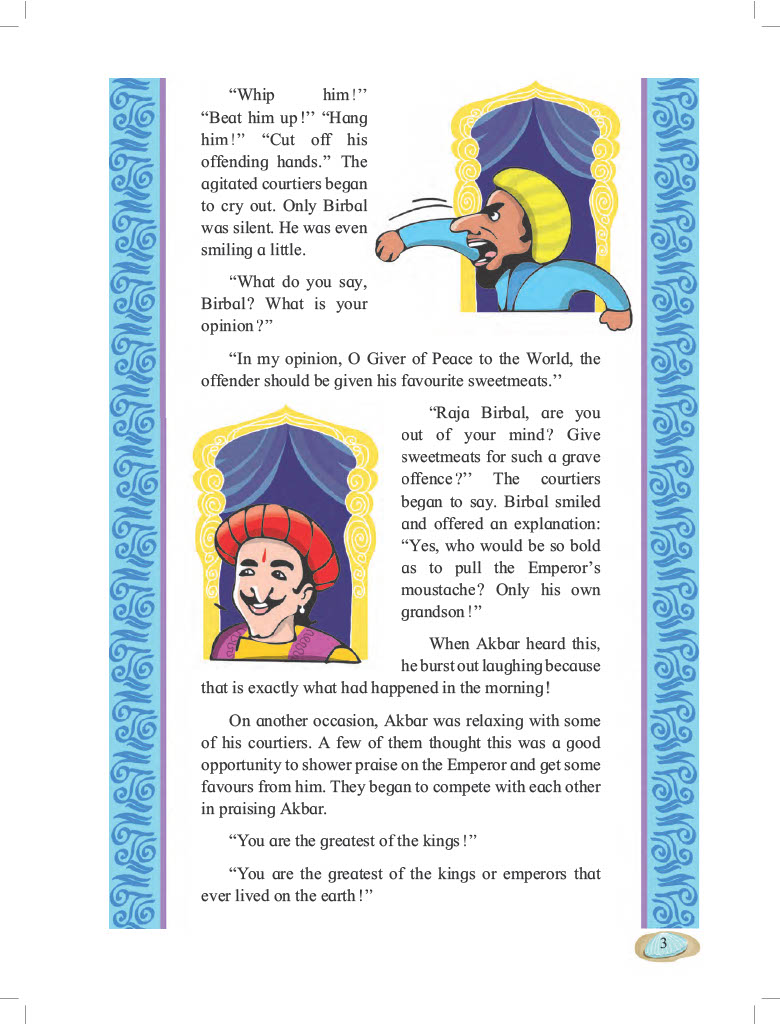 “Whip him!’’
“Beat him up!’’ “Hang
him!” “Cut off his
offending hands.” The
agitated courtiers began
to cry out. Only Birbal
was silent. He was even
smiling a little.
“What do you say,
Birbal? What is your
opinion?”
“In my opinion, O Giver of Peace to the World, the
offender should be given his favourite sweetmeats.’’
“Raja Birbal, are you
out of your mind? Give
sweetmeats for such a grave
offence?’’ The courtiers
began to say. Birbal smiled
and offered an explanation:
“Yes, who would be so bold
as to pull the Emperor’s
moustache? Only his own
grandson!”
When Akbar heard this,
he burst out laughing because
that is exactly what had happened in the morning!
On another occasion, Akbar was relaxing with some
of his courtiers. A few of them thought this was a good
opportunity to shower praise on the Emperor and get some
favours from him. They began to compete with each other
in praising Akbar.
“You are the greatest of the kings!”
“You are the greatest of the kings or emperors that
ever lived on the earth!”
3